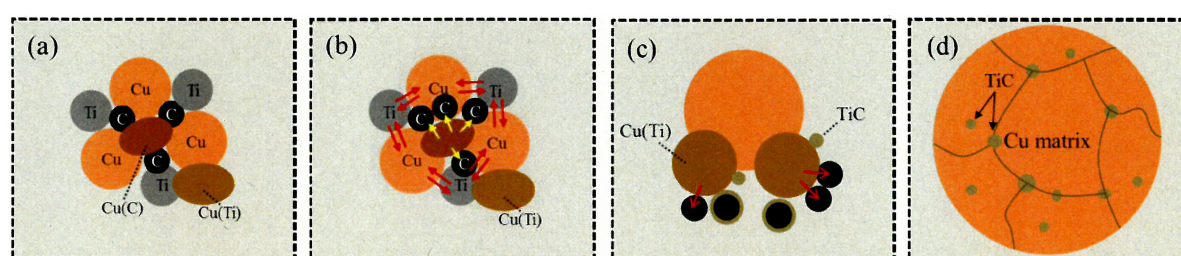 (a)
Cu
Ti
Ti
C
C
Cu
Cu
C
Ti
Cu(C)
Cu(Ti)
(b)
Cu
Ti
Ti
C
C
C
Cu
Cu
C
Ti
Cu(Ti)
(c)
Cu(Ti)
TiC
(d)
TiC
Cu matrix